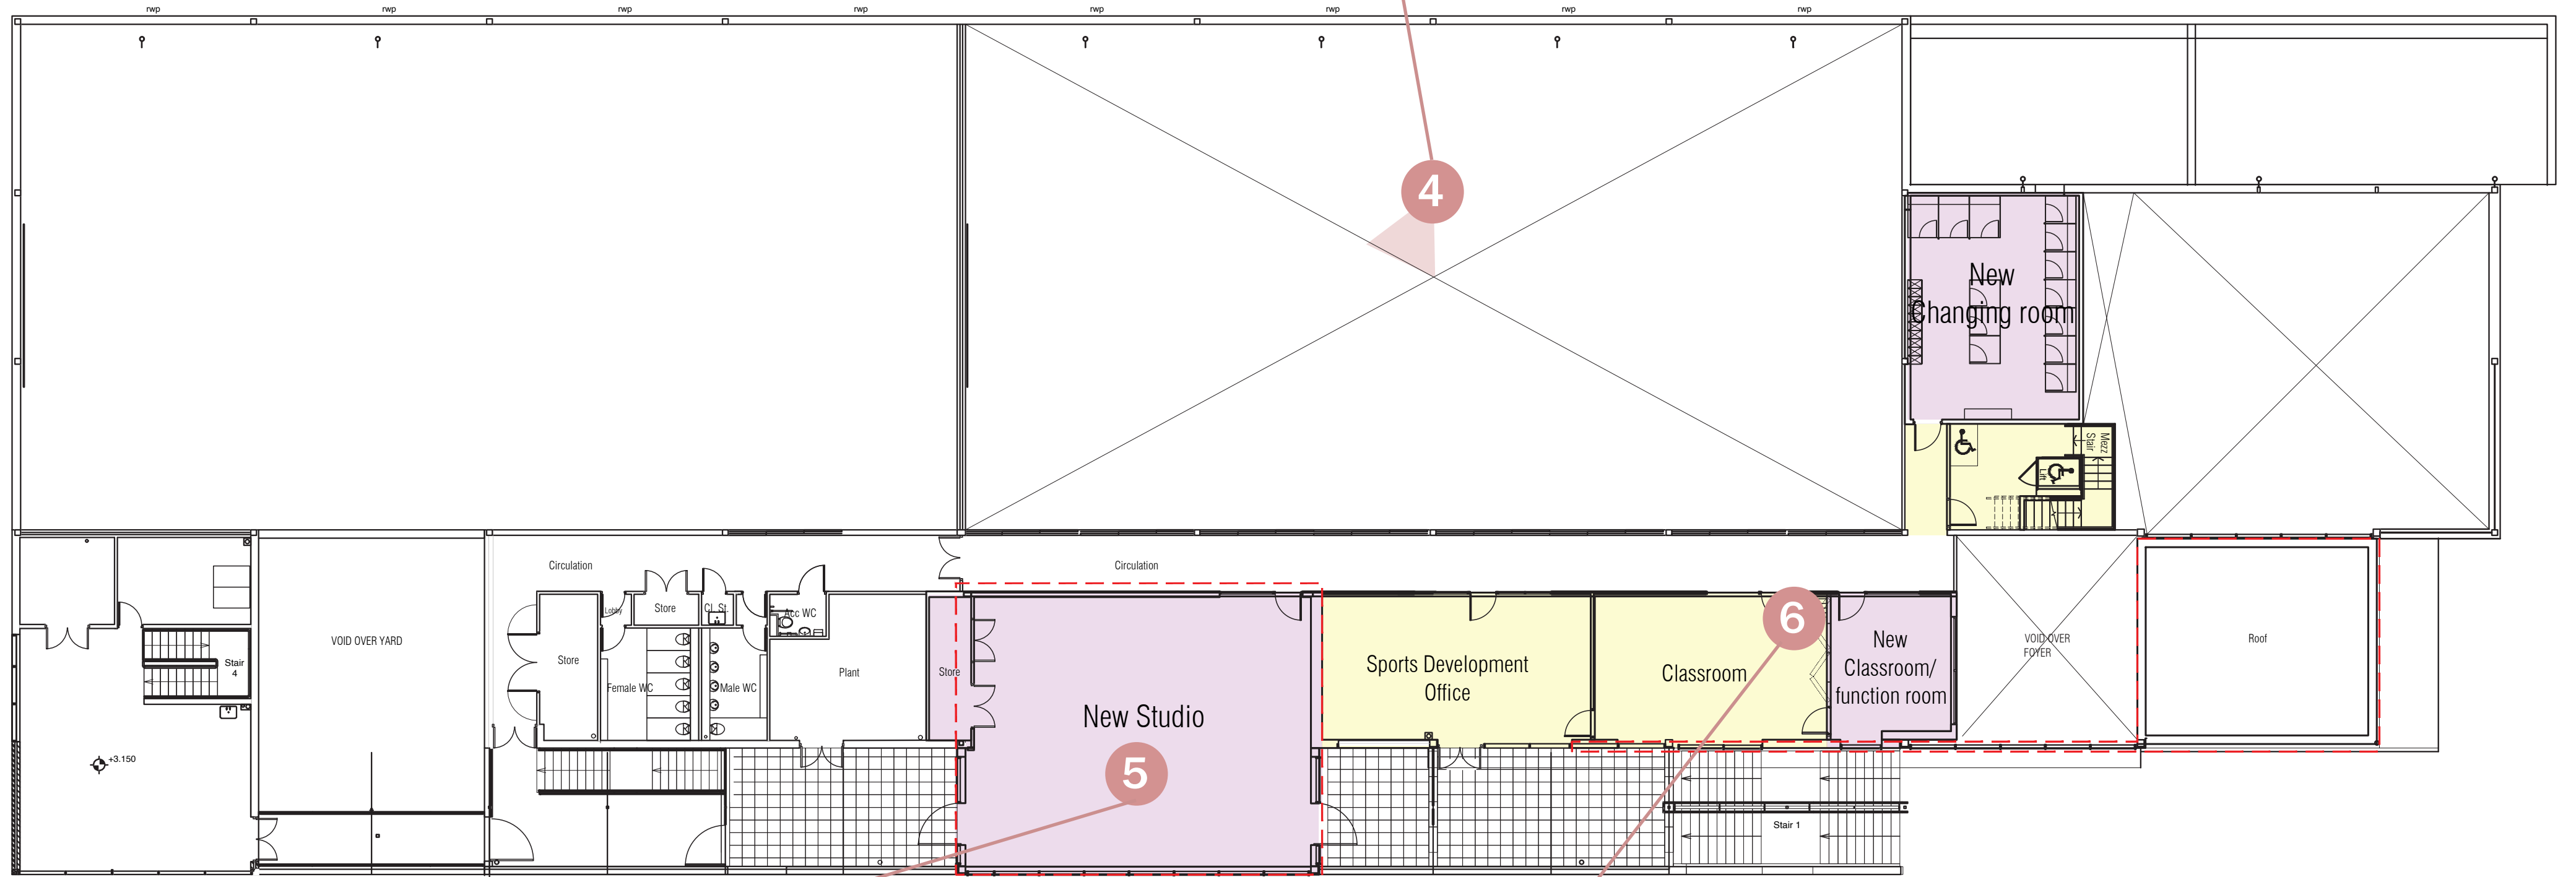 rwp
rwp
rwp
rwp
rwp
rwp
rwp
rwp
4
New
Changing room
Mezz
Stair
Lift
Circulation
Circulation
Lobby
Store
Cl. St.
Acc WC
VOID OVER YARD
Stair
4
Store
Female WC
Male WC
Plant
Store
New Studio
5
Sports Development
Office
Classroom
6
New
Classroom/
function room
VOID OVER
FOYER
Roof
+3.150
Stair 1